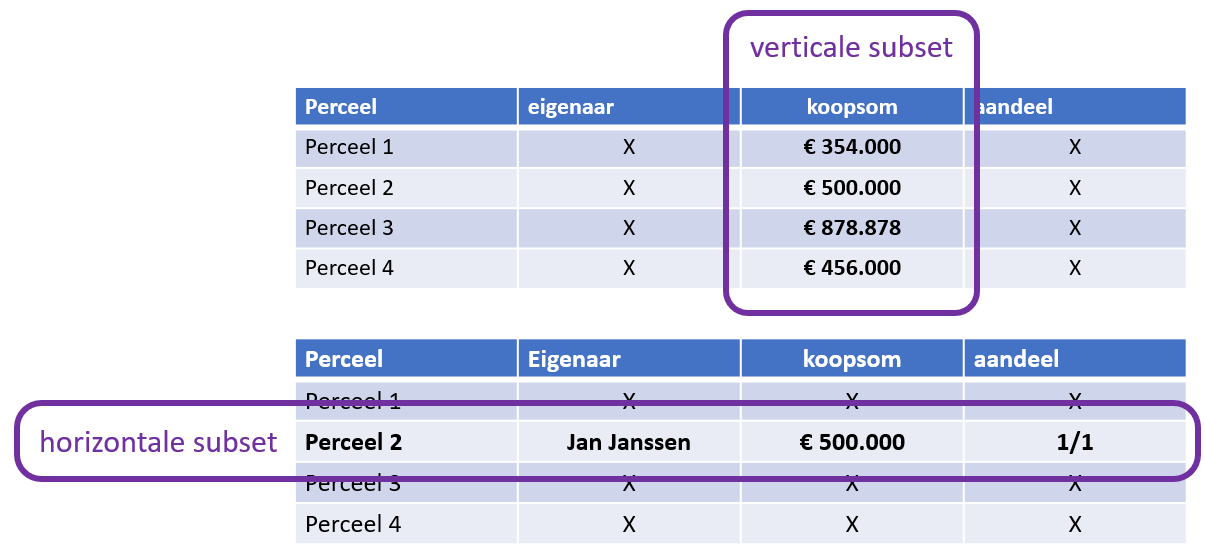 verticale subset
Perceel eigenaar koopsom aandeel
Perceel 1 X € 354.000 X
Perceel 2 X € 500.000 X
Perceel 3 X € 878.878 X
Perceel 4 X € 456.000 X
Perceel Eigenaar koopsom aandeel
Perceel 1 X X X
horizontale subset Perceel 2 Jan Janssen € 500.000 1/1
Perceel 3 X X X
Perceel 4 X X X